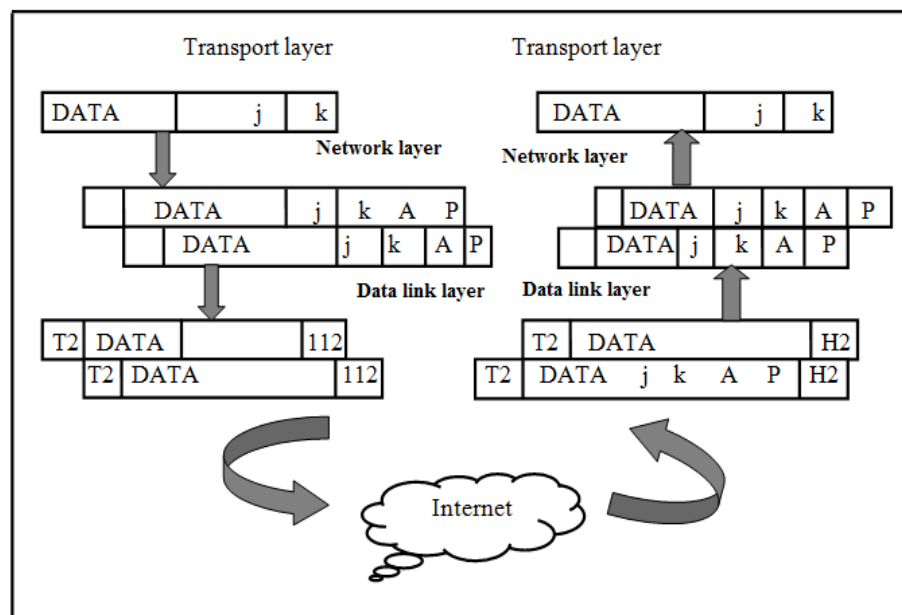 Transport layer Transport layer
DATA j k DATA j k
Network layer Network layer
DATA j k A P DATA j k A P
DATA j k A P DATA j k A P
Data link layer Data link layer
T2 DATA 112 T2 DATA H2
T2 DATA 112 T2 DATA j k A P H2
Internet